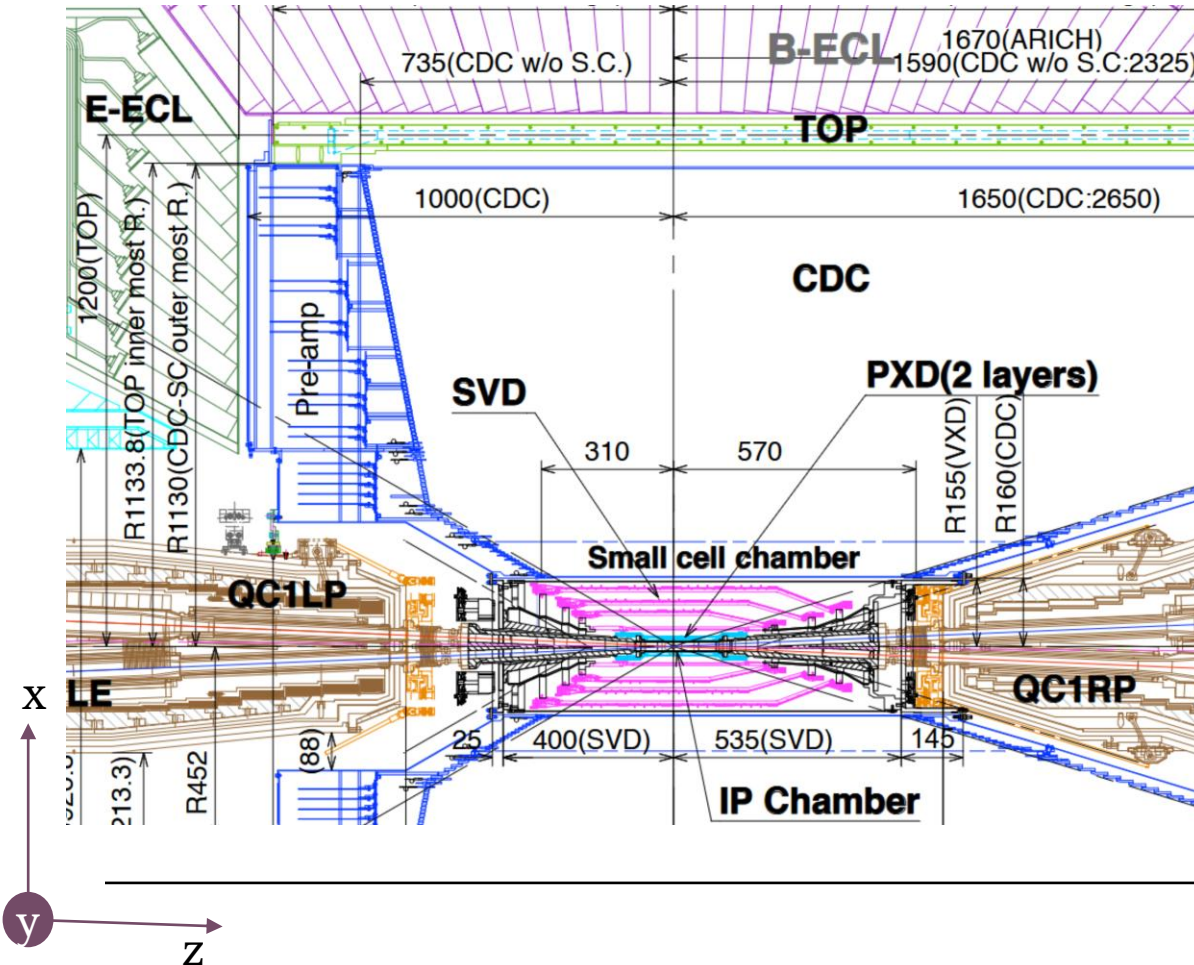 B-ECL
1670(ARICH)
735(CDC w/o S.C.)
1590(CDC w/o S.C:2325)
E-ECL
TOP
1000(CDC)
1650(CDC:2650)
1200(TOP)
R1133.8(TOP inner most R.)
R1130(CDC-SC outer most R.)
CDC
Pre-amp
SVD
PXD(2 layers)
310
570
R155(VXD)
R160(CDC)
Small cell chamber
QC1LP
LE
QC1RP
25
400(SVD)
535(SVD)
145
(88)
213.3)
R452
IP Chamber
x
y
z